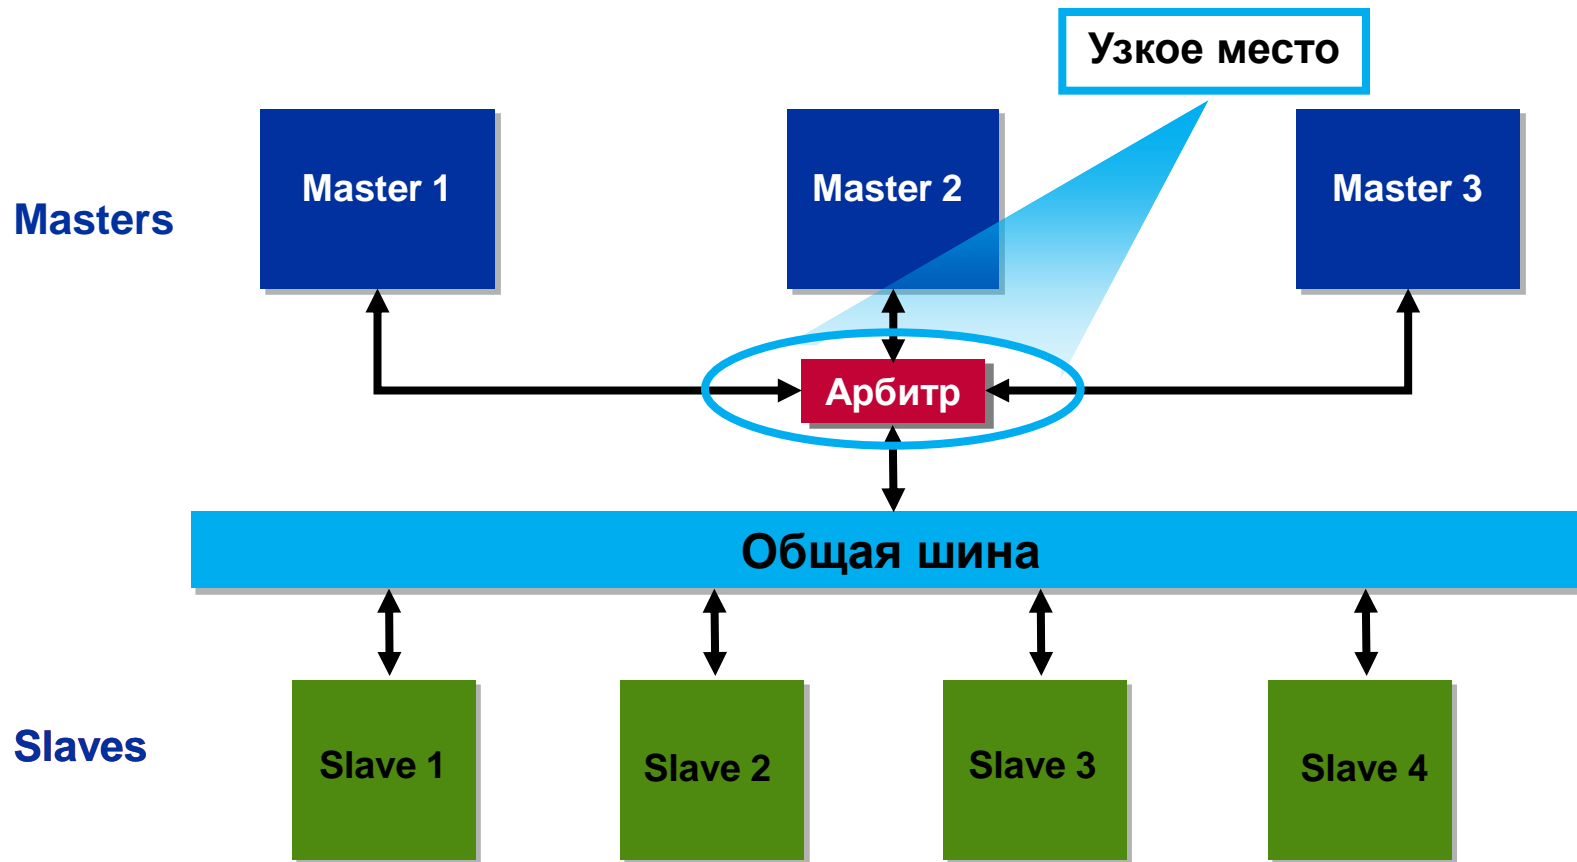 Узкое место
Master 1
Master 2
Master 3
Masters
Арбитр
Общая шина
Slaves
Slave 1
Slave 2
Slave 3
Slave 4